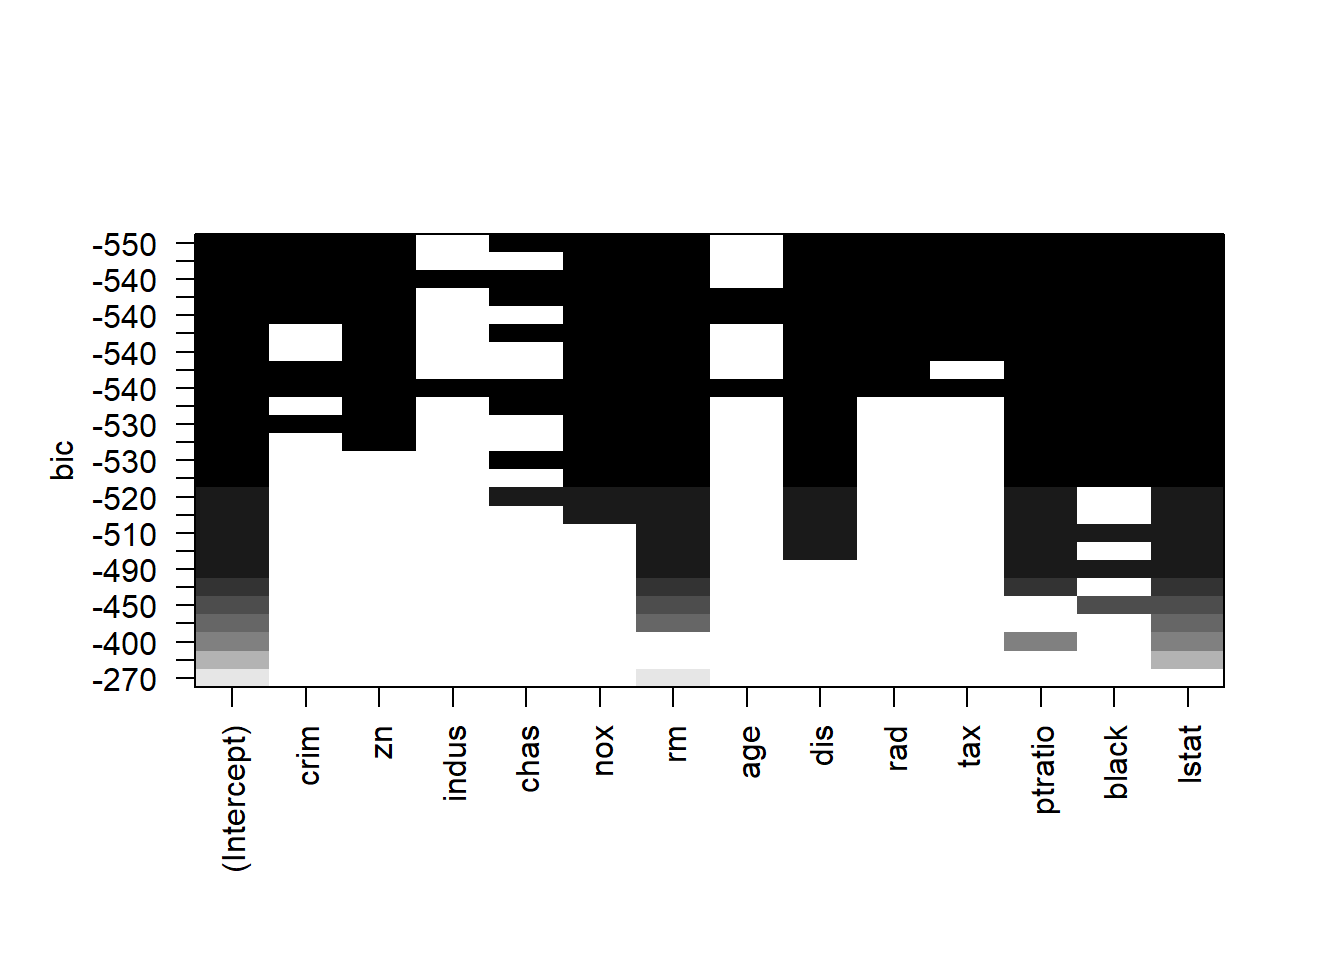 -550
-540
-540
-540
-540
-530
-530
-520
-510
-490
-450
-400
-270
bic
(Intercept)
crim
zn
indus
chas
nox
rm
age
dis
rad
tax
ptratio
black
lstat